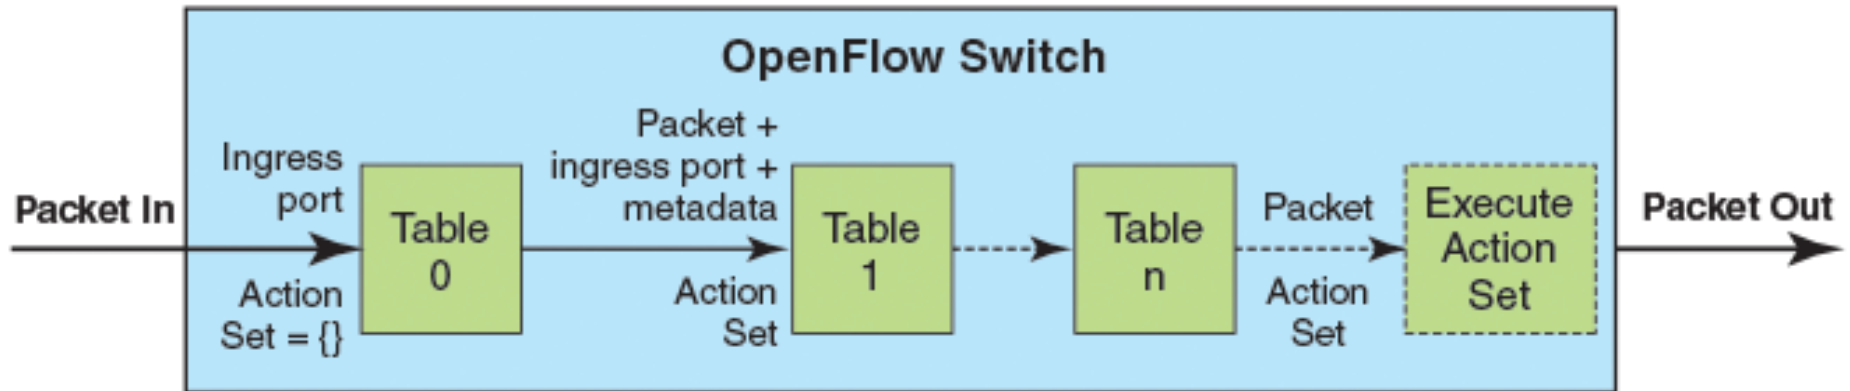 OpenFlow Switch
Packet In
Ingress
port
Action
Set = {}
Table
0
Packet +
ingress port +
metadata
Action
Set
Table
1
Table
n
Packet
Action
Set
Execute
Action
Set
Packet Out